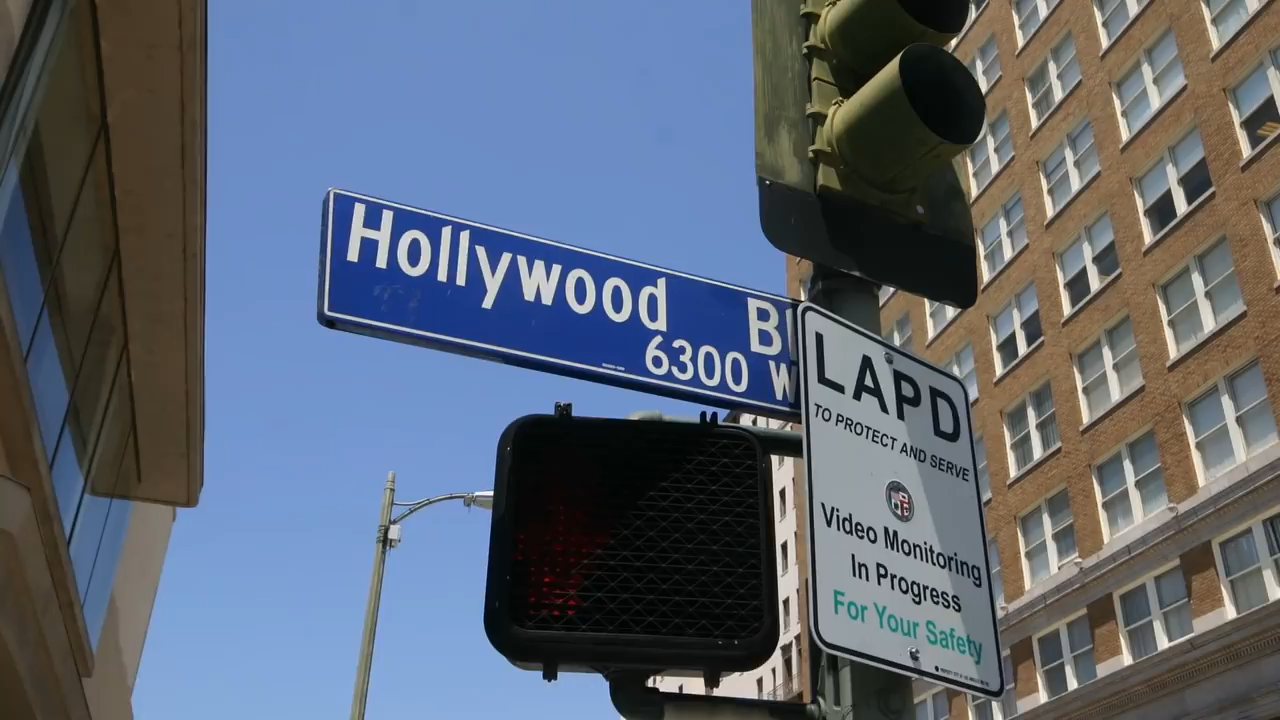 Hollywood Bl
6300 W
LAPD
TO PROTECT AND SERVE
Video Monitoring
In Progress
For Your Safety